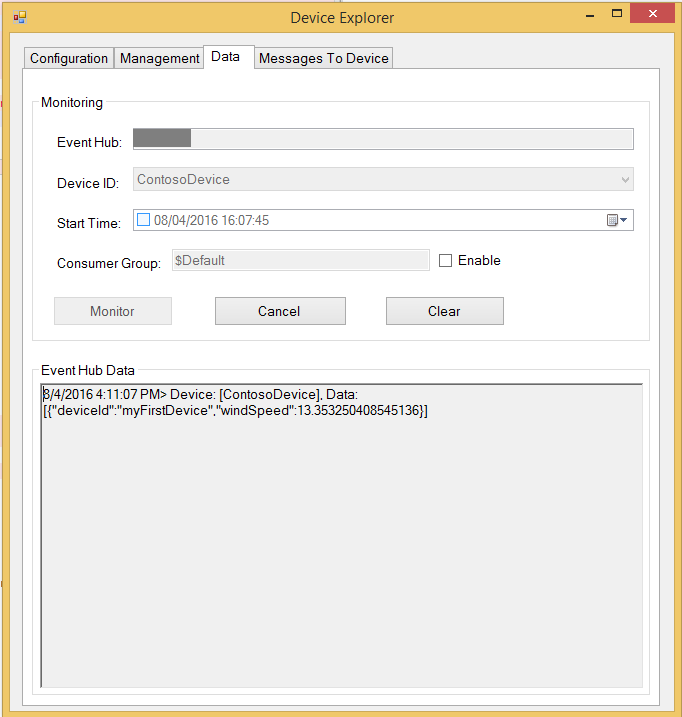 Device Explorer
Configuration Management Data Messages To Device
Monitoring
Event Hub:
Device ID: ContosoDevice
Start Time: 08/04/2016 16:07:45
Consumer Group: $Default Enable
Monitor Cancel Clear
Event Hub Data
8/4/2016 4:11:07 PM> Device: [ContosoDevice], Data:
[{"deviceId":"myFirstDevice","windSpeed":13.353250408545136}]